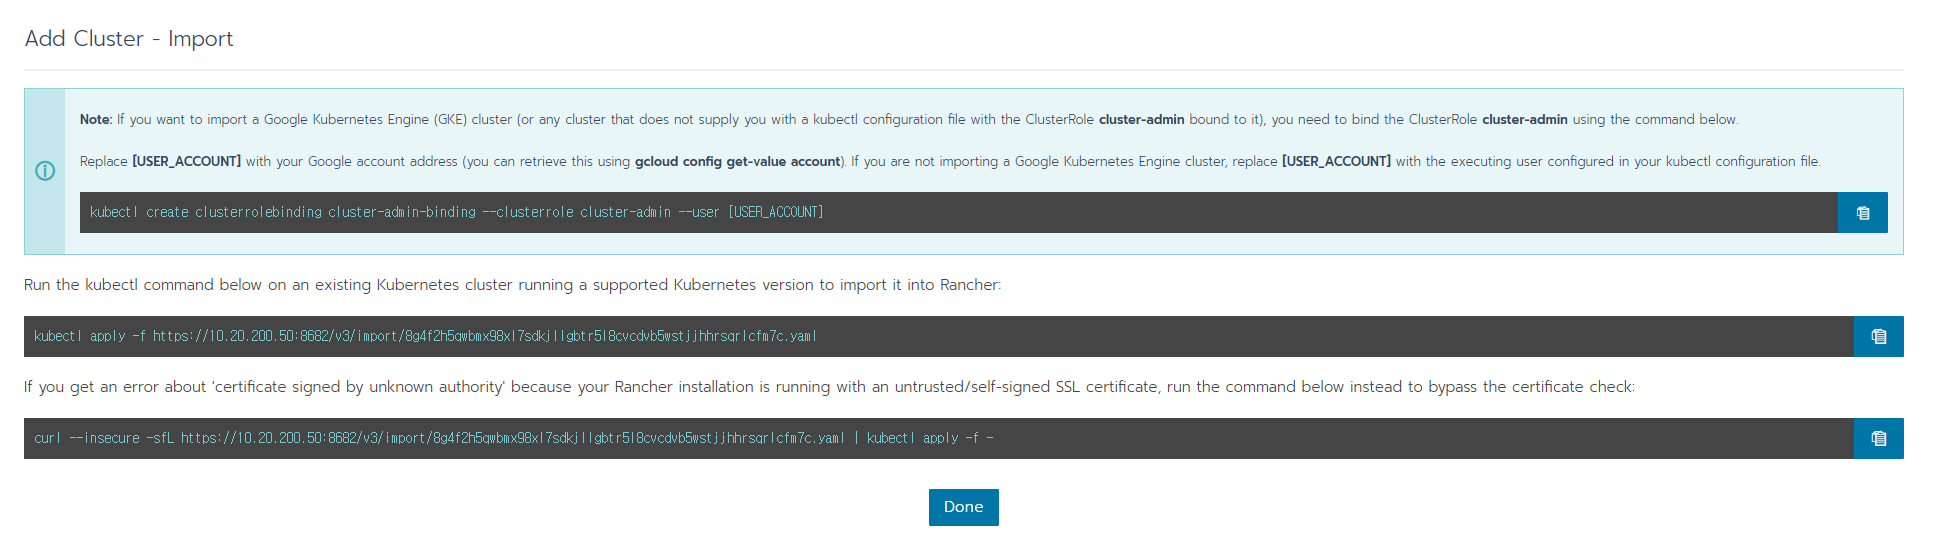 Add Cluster - Import
Note: If you want to import a Google Kubernetes Engine (GKE) cluster (or any cluster that does not supply you with a kubectl configuration file with the ClusterRole cluster-admin bound to it), you need to bind the ClusterRole cluster-admin using the command below.
Replace [USER_ACCOUNT] with your Google account address (you can retrieve this using gcloud config get-value account). If you are not importing a Google Kubernetes Engine cluster, replace [USER_ACCOUNT] with the executing user configured in your kubectl configuration file.
kubectl create clusterrolebinding cluster-admin-binding --clusterrole cluster-admin --user [USER_ACCOUNT]
Run the kubectl command below on an existing Kubernetes cluster running a supported Kubernetes version to import it into Rancher:
kubectl apply -f https://10.20.200.50:8682/v3/import/8g4f2h5qwbmx98xl7sdkjllgbtr5l8cvcdvb5wstjjhhrsqrlcfm7c.yaml
If you get an error about 'certificate signed by unknown authority' because your Rancher installation is running with an untrusted/self-signed SSL certificate, run the command below instead to bypass the certificate check:
curl --insecure -sfL https://10.20.200.50:8682/v3/import/8g4f2h5qwbmx98xl7sdkjllgbtr5l8cvcdvb5wstjjhhrsqrlcfm7c.yaml | kubectl apply -f -
Done